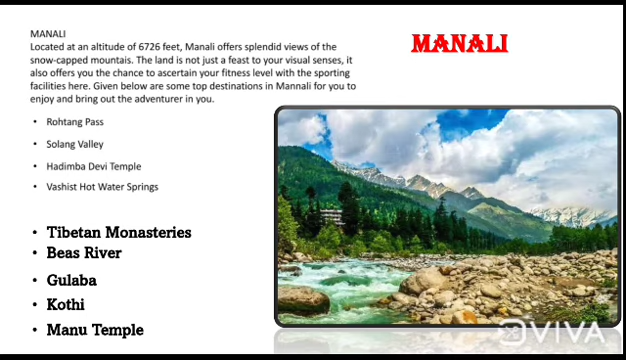 MANALI
MANALI
Located at an altitude of 6726 feet, Manali offers splendid views of the
snow-capped mountais. The land is not just a feast to your visual senses, it
also offers you the chance to ascertain your fitness level with the sporting
facilities here. Given below are some top destinations in Mannali for you to
enjoy and bring out the adventurer in you.
• Rohtang Pass
• Solang Valley
• Hadimba Devi Temple
• Vashist Hot Water Springs
• Tibetan Monasteries
• Beas River
• Gulaba
• Kothi
• Manu Temple
VIVA